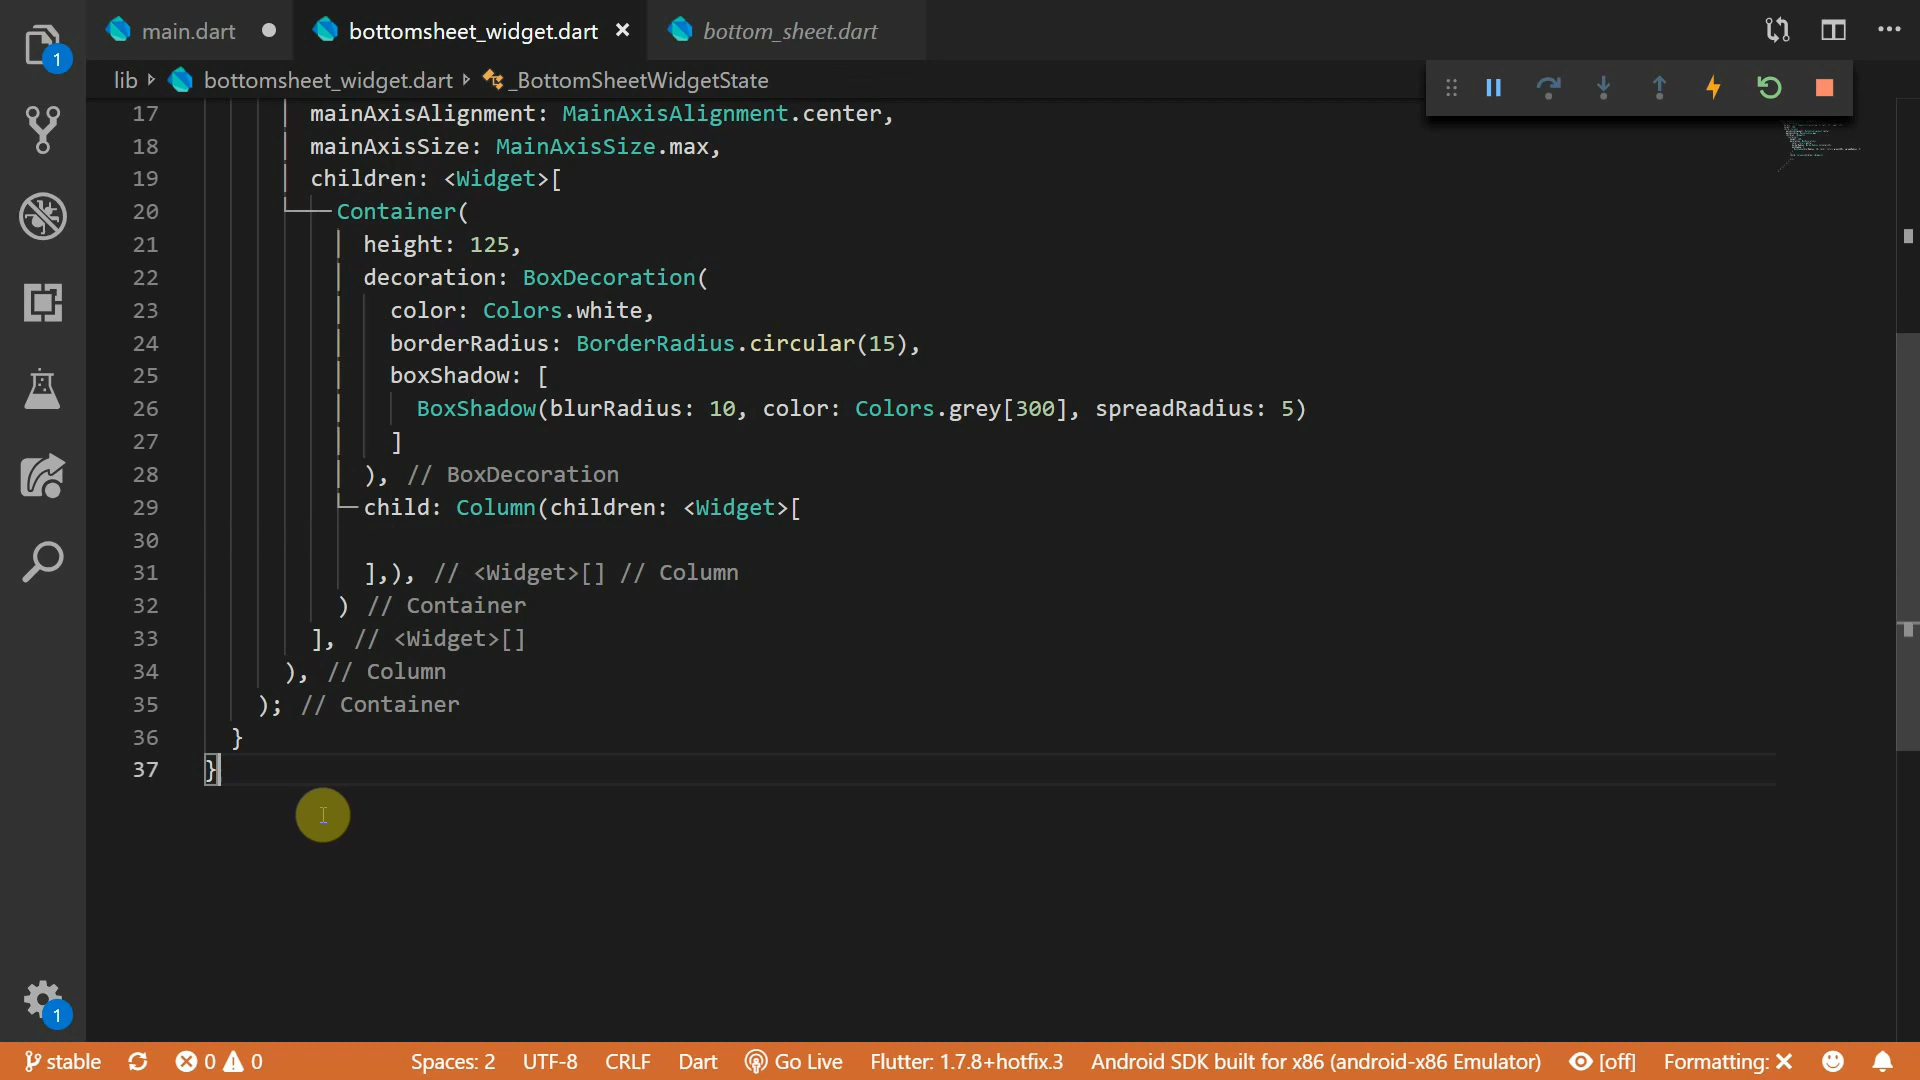 main.dart
bottomsheet_widget.dart
bottom_sheet.dart
lib
bottomsheet_widget.dart
_BottomSheetWidgetState
17 mainAxisAlignment: MainAxisAlignment.center,
18 mainAxisSize: MainAxisSize.max,
19 children: <Widget>[
20 Container(
21 height: 125,
22 decoration: BoxDecoration(
23 color: Colors.white,
24 borderRadius: BorderRadius.circular(15),
25 boxShadow: [
26 BoxShadow(blurRadius: 10, color: Colors.grey[300], spreadRadius: 5)
27 ]
28 ), // BoxDecoration
29 child: Column(children: <Widget>[
30
31 ],), // <Widget>[] // Column
32 ) // Container
33 ], // <Widget>[]
34 ), // Column
35 ); // Container
36 }
37 }
1
1
stable
0
0
Spaces: 2
UTF-8
CRLF
Dart
Go Live
Flutter: 1.7.8+hotfix.3
Android SDK built for x86 (android-x86 Emulator)
[off]
Formatting: ✕